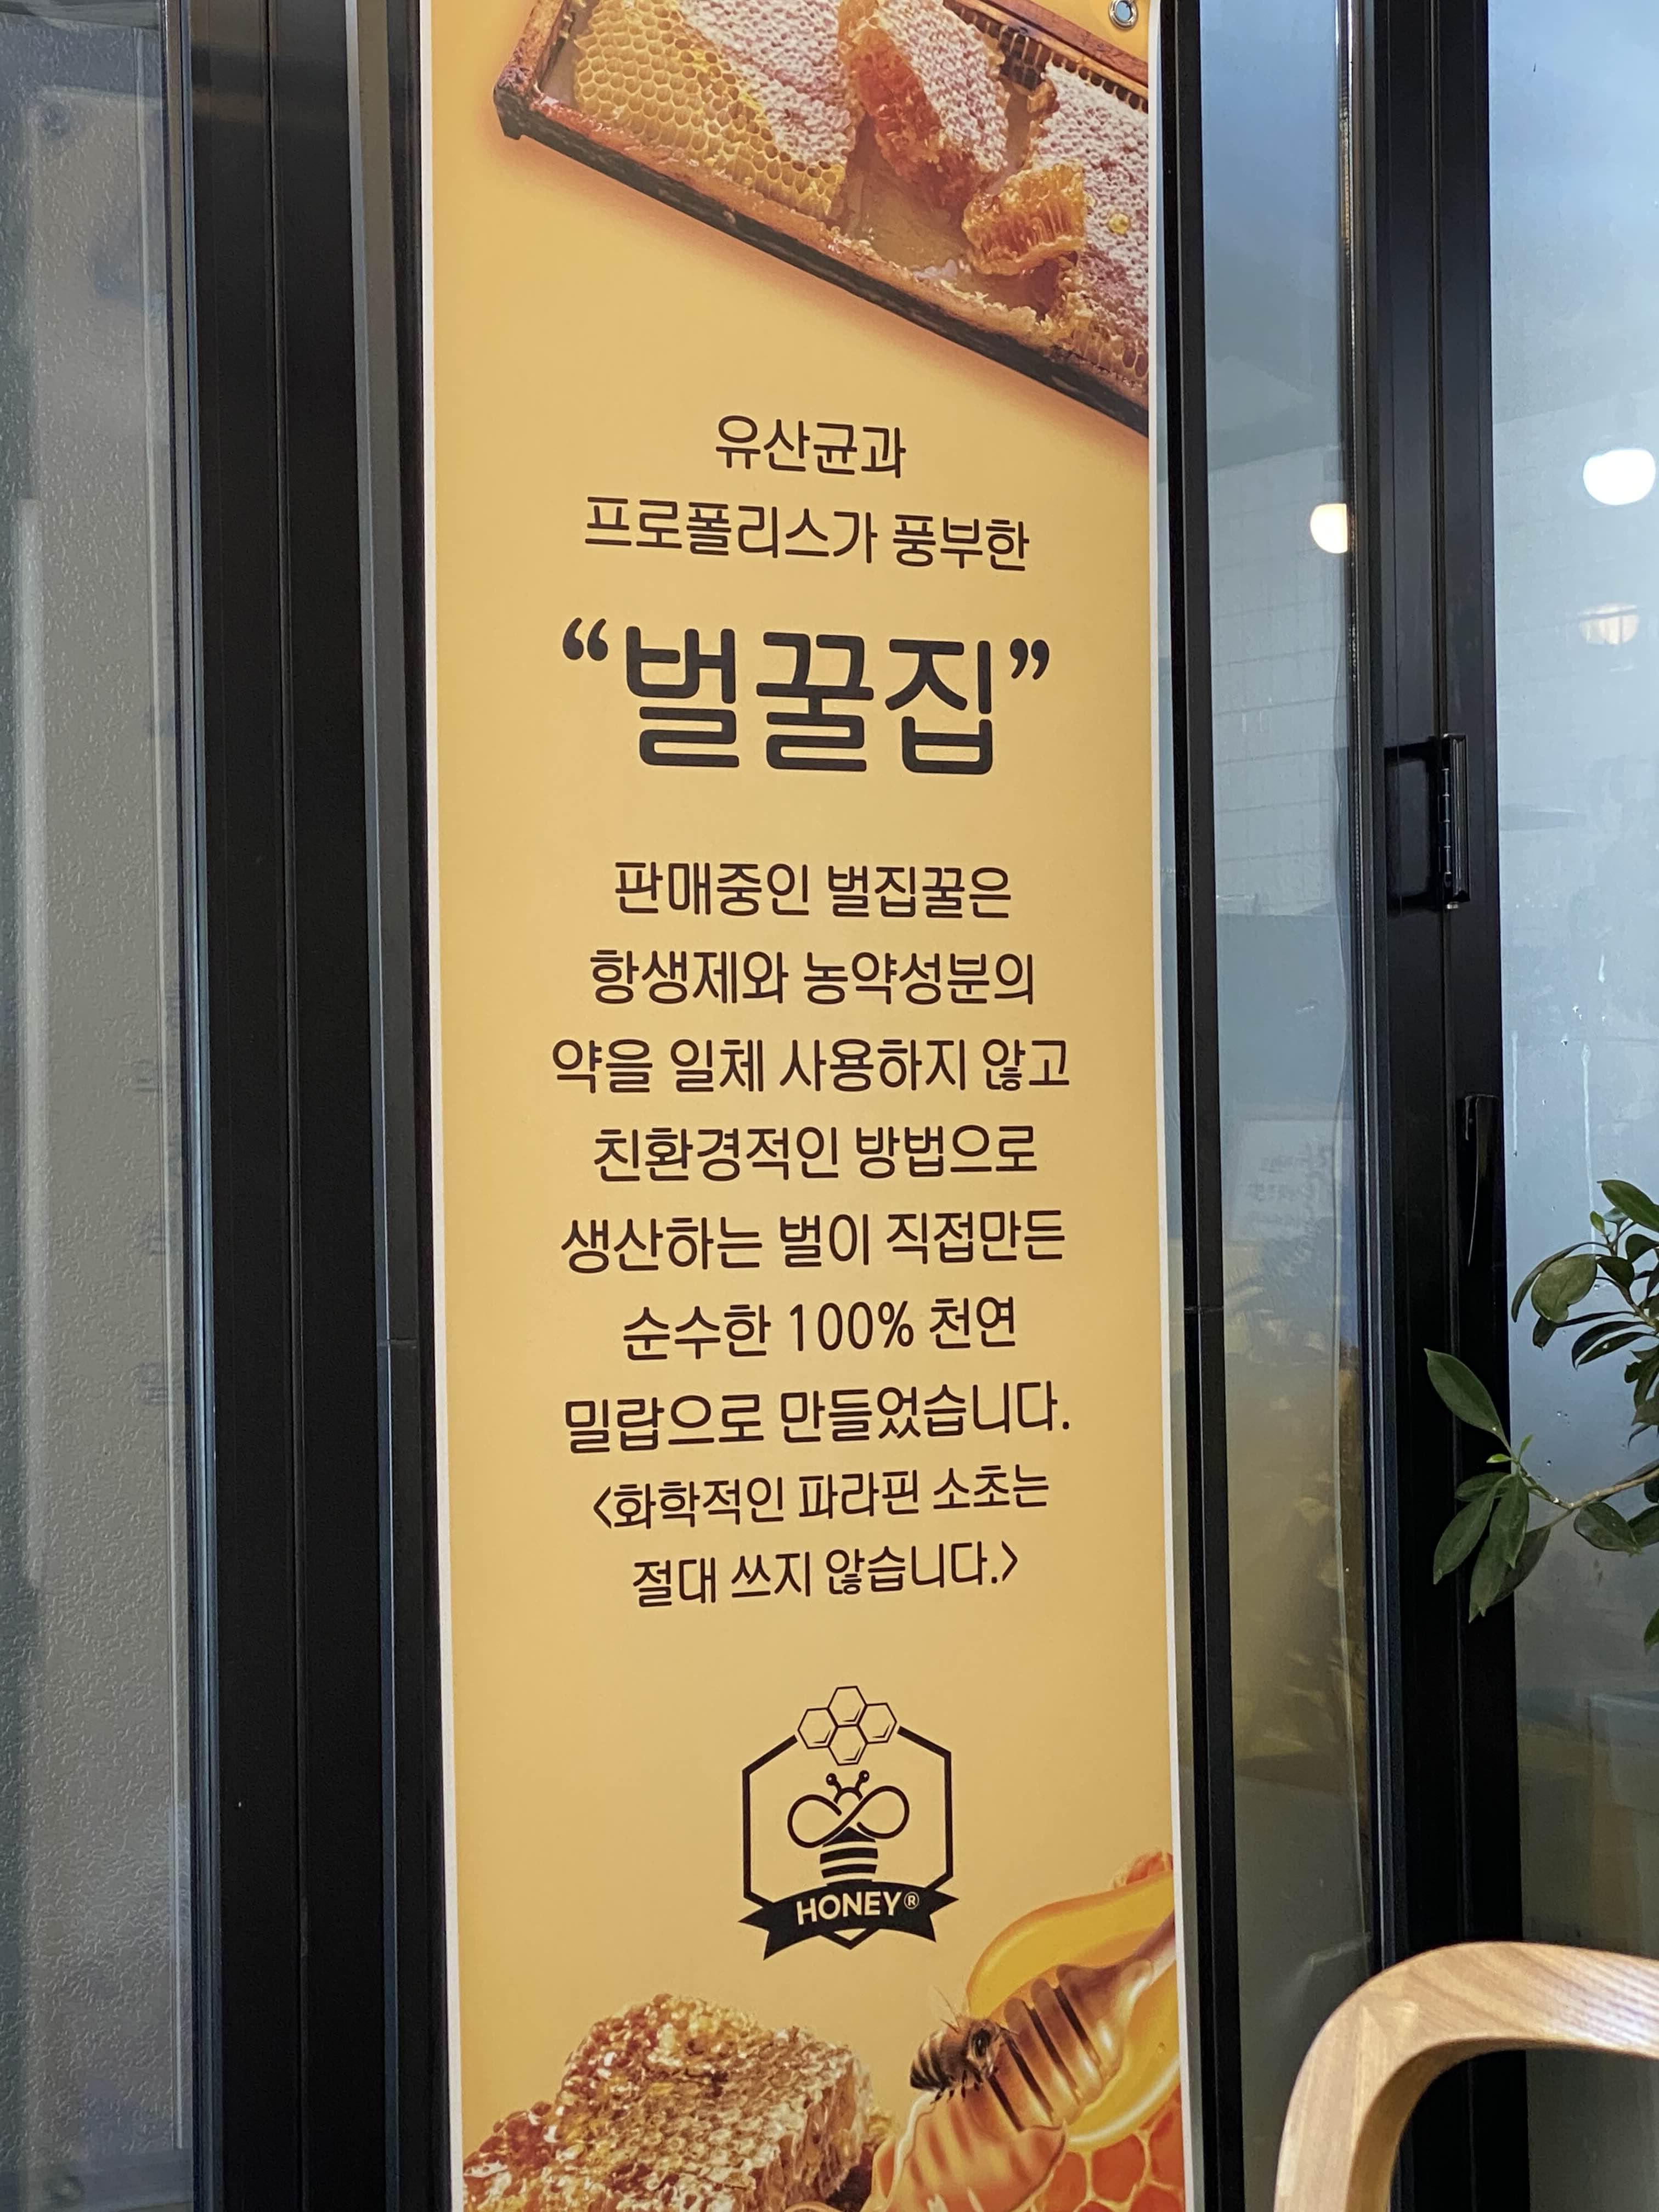 유산균과
프로폴리스가 풍부한
“벌꿀집”
판매중인 벌집꿀은
항생제와 농약성분의
약을 일체 사용하지 않고
친환경적인 방법으로
생산하는 벌이 직접만든
순수한 100% 천연
밀랍으로 만들었습니다.
<화학적인 파라핀 소초는
절대 쓰지 않습니다.>
HONEY®